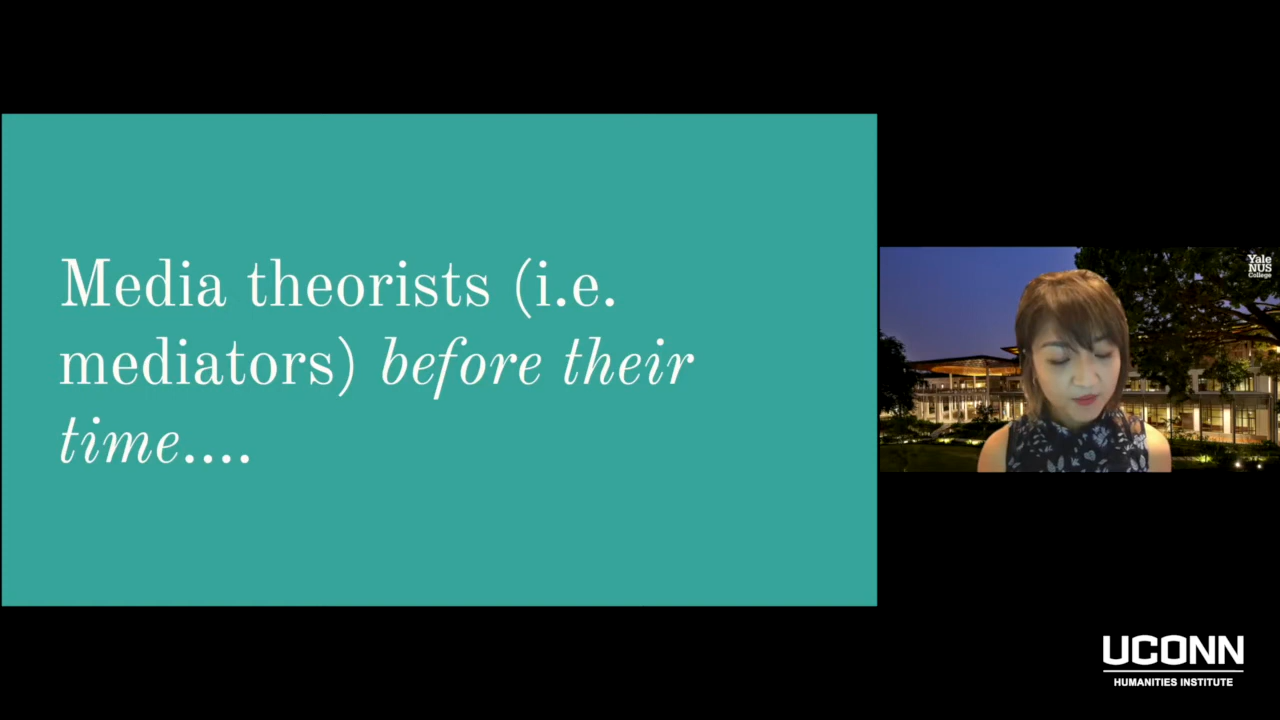 Media theorists (i.e.
mediators) before their
time....
Yale
NUS
College
UCONN
HUMANITIES INSTITUTE